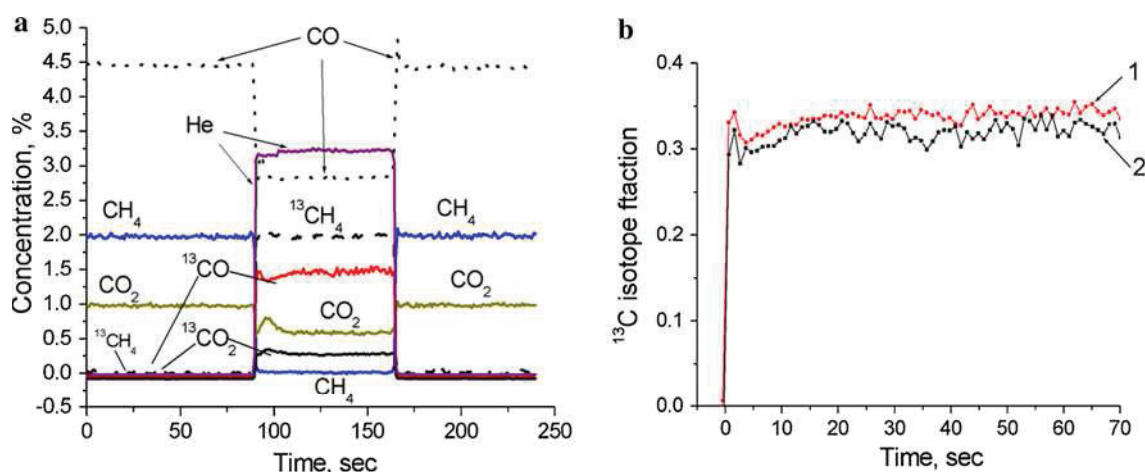 a
5.0
4.5
4.0
3.5
3.0
2.5
2.0
1.5
1.0
0.5
0.0
-0.5
Concentration, %
CO
He
CH₄
¹³CH₄
CH₄
¹³CO
CO₂
CO₂
CO₂
¹³CH₄
¹³CO₂
CH₄
0
50
100
150
200
250
Time, sec
b
0.4
0.3
0.2
0.1
0.0
¹³C isotope ftaction
1
2
0
10
20
30
40
50
60
70
Time, sec